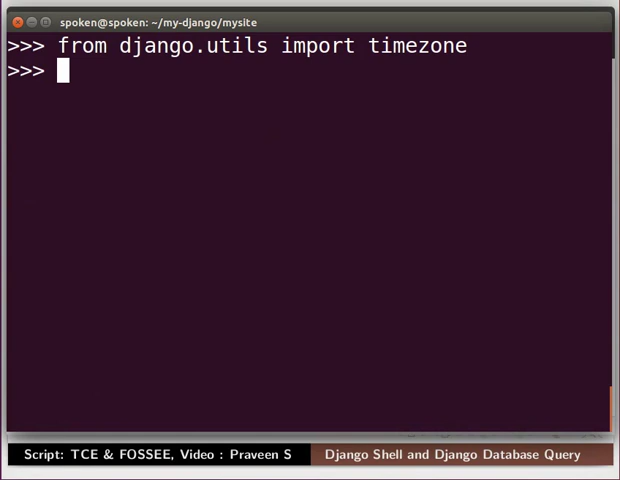 spoken@spoken: ~/my-django/mysite
>>> from django.utils import timezone
>>>
Script: TCE & FOSSEE, Video : Praveen S
Django Shell and Django Database Query